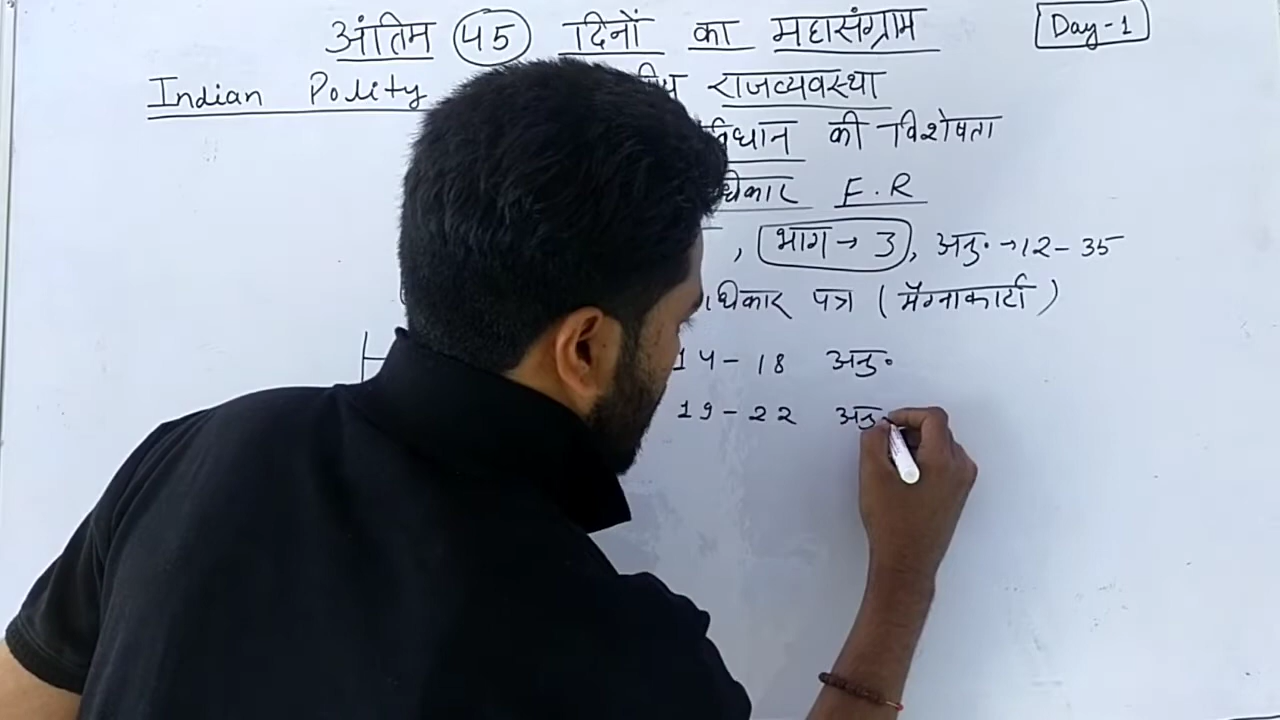 अंतिम 45 दिनों का महासंग्राम
Day-1
Indian Polity राजव्यवस्था
की विशेषता
F.R
, भाग → 3, अनु॰ → 12-35
पत्र (मैग्नाकार्टा)
14-18 अनु॰
19-22 अनु